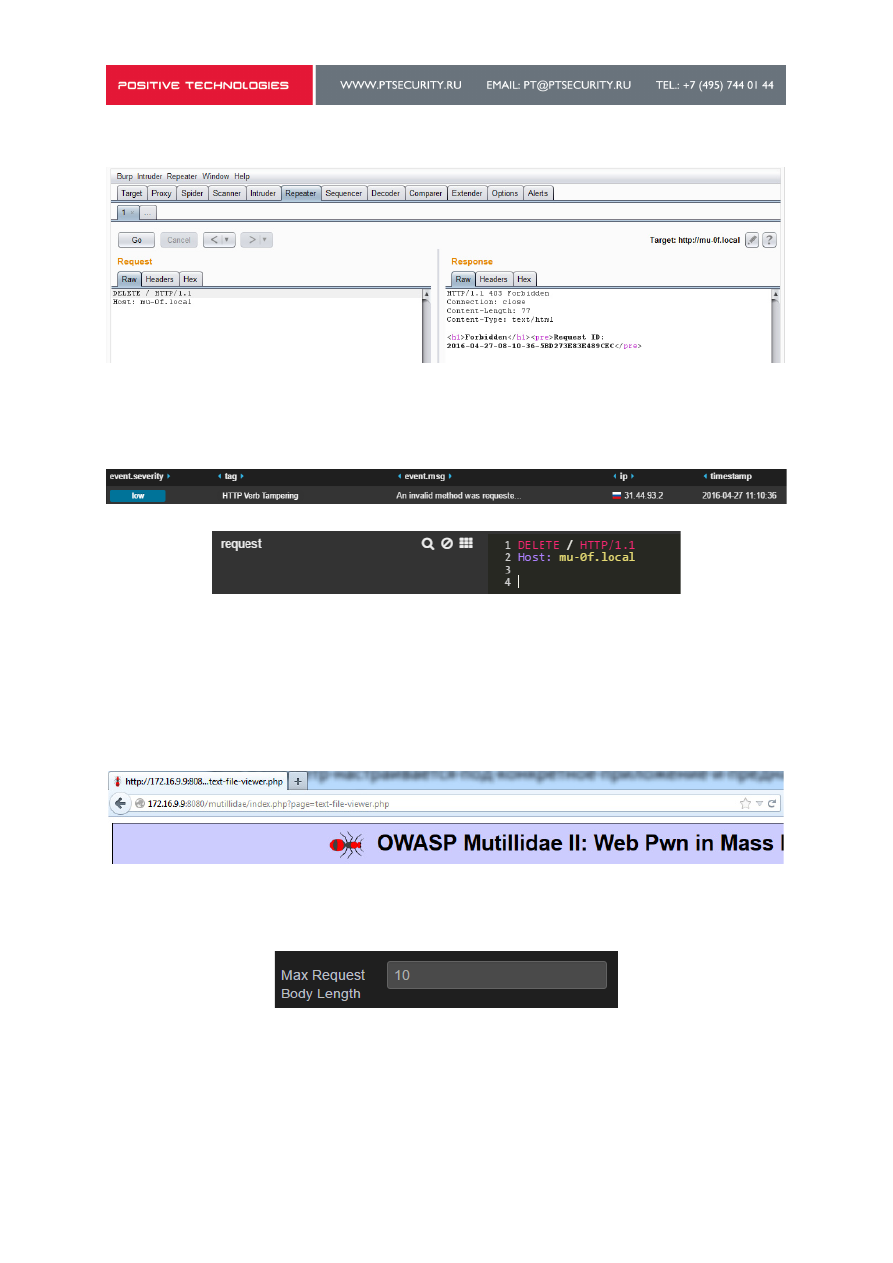 POSITIVE TECHNOLOGIES WWW.PTSECURITY.RU EMAIL: PT@PTSECURITY.RU TEL.: +7 (495) 744 01 44
Burp Intruder Repeater Window Help
Target Proxy Spider Scanner Intruder Repeater Sequencer Decoder Comparer Extender Options Alerts
1 × ...
Go Cancel < > Target: http://mu-0f.local ?
Request
Raw Headers Hex
DELETE / HTTP/1.1
Host: mu-0f.local
Response
Raw Headers Hex
HTTP/1.1 403 Forbidden
Connection: close
Content-Length: 77
Content-Type: text/html
<h1>Forbidden</h1><pre>Request ID:
2016-04-27-08-10-36-5BD273E83E489CEC</pre>
event.severity tag event.msg ip timestamp
low HTTP Verb Tampering An invalid method was requeste... 31.44.93.2 2016-04-27 11:10:36
request
1 DELETE / HTTP/1.1
2 Host: mu-0f.local
3
4
http://172.16.9.9:808...text-file-viewer.php +
настраивается под конкретное приложение и
172.16.9.9:8080/mutillidae/index.php?page=text-file-viewer.php
OWASP Mutillidae II: Web Pwn in Mass
Max Request 10
Body Length